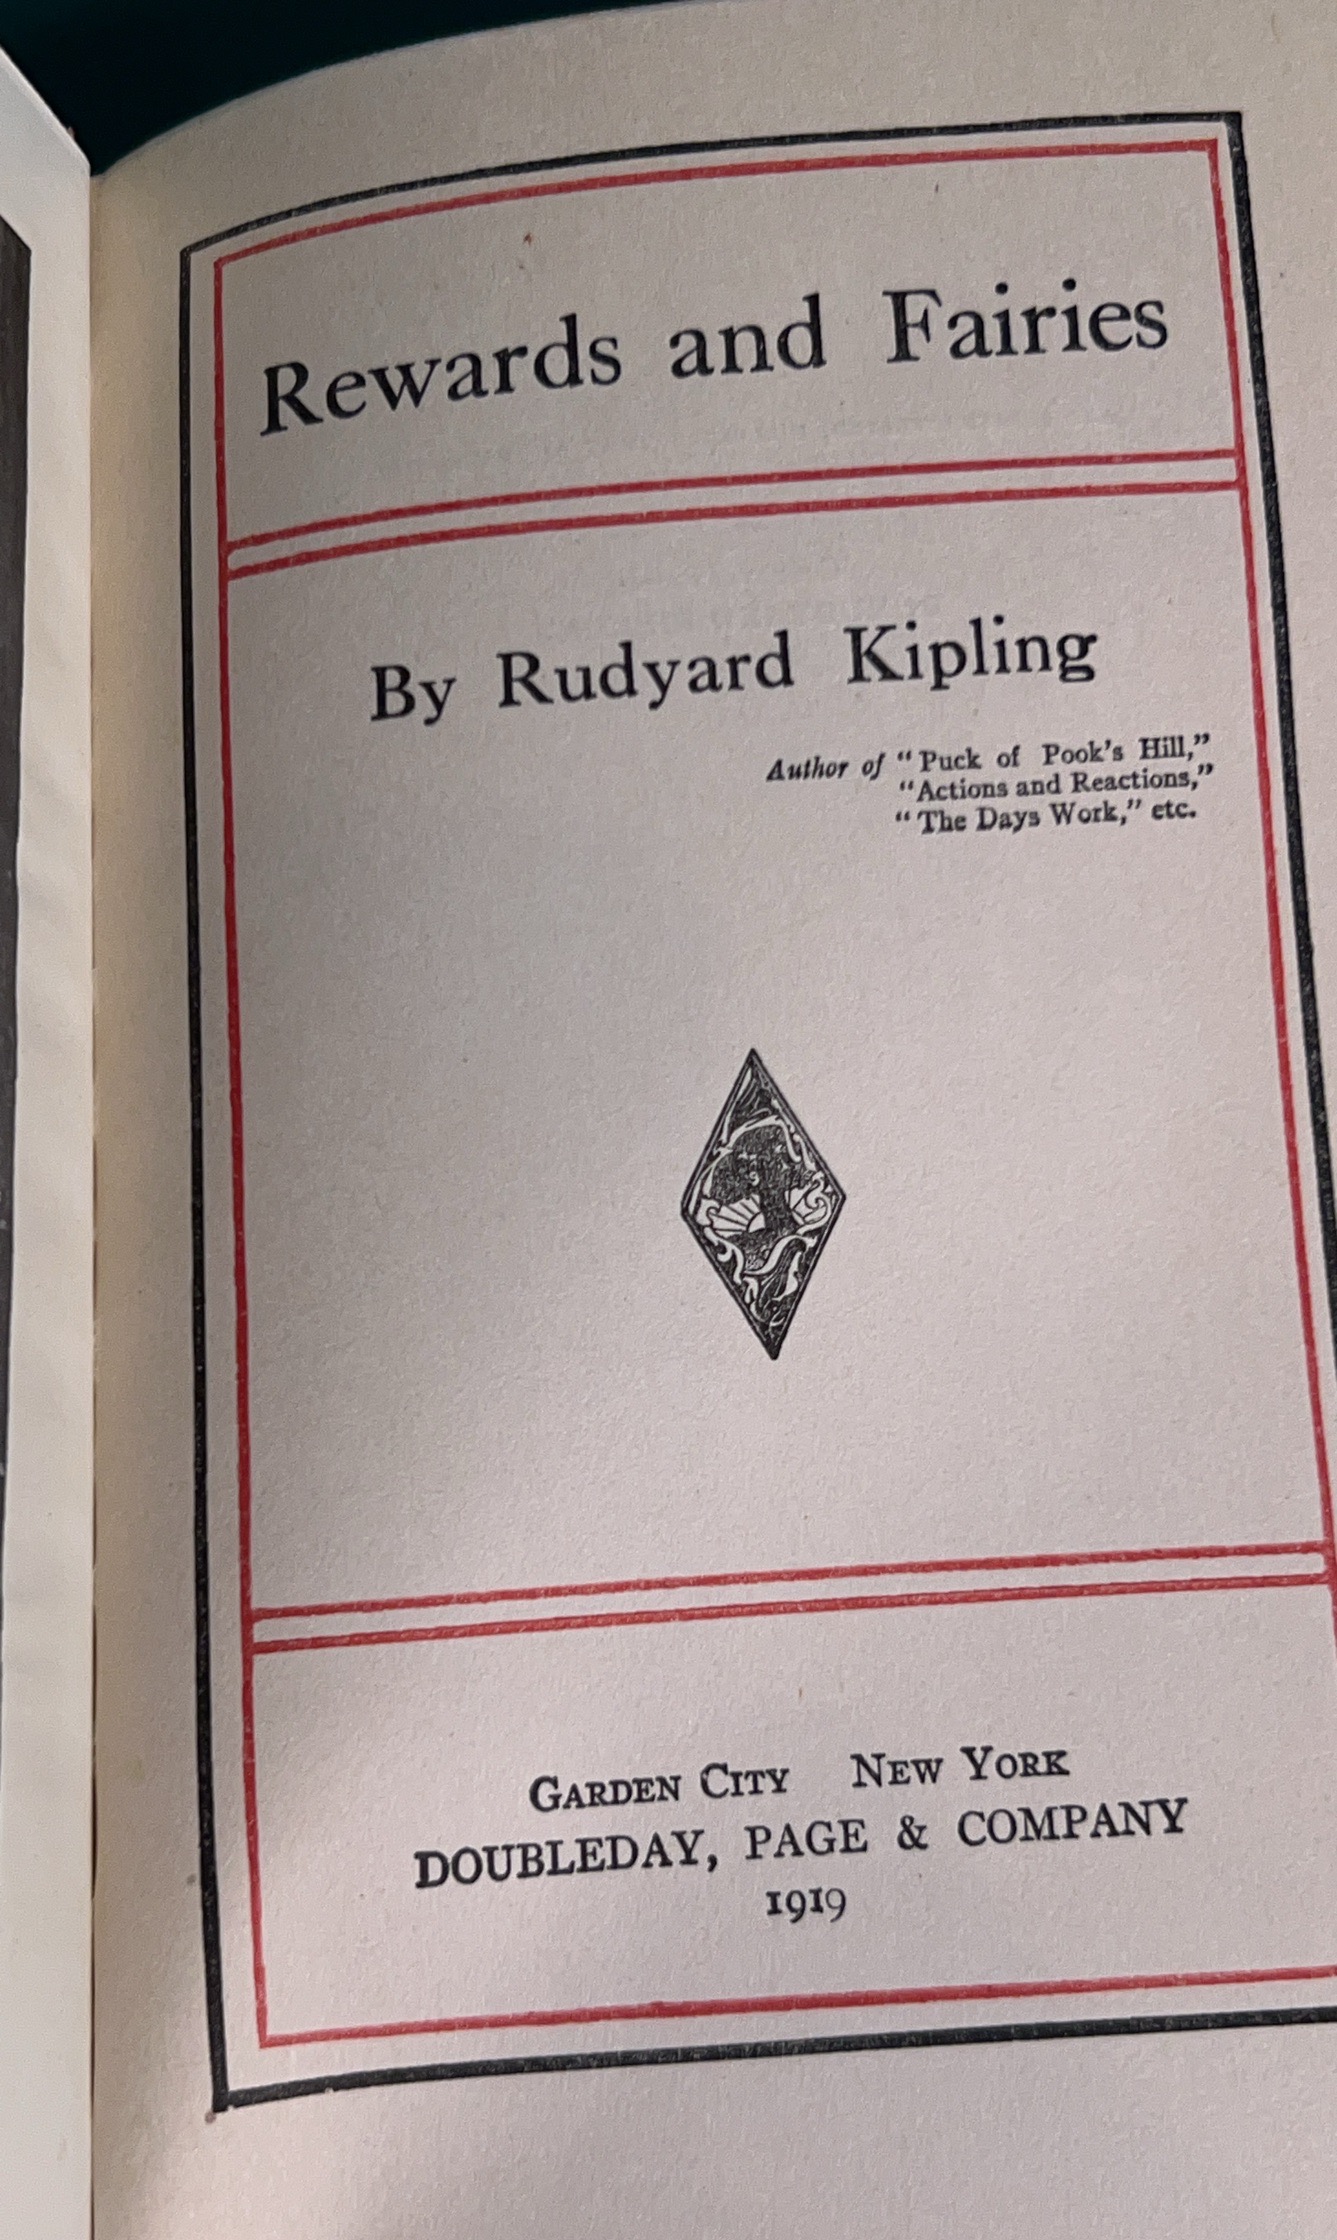 Rewards and Fairies
By Rudyard Kipling
Author of “Puck of Pook’s Hill,”
“Actions and Reactions,”
“The Days Work,” etc.
GARDEN CITY NEW YORK
DOUBLEDAY, PAGE & COMPANY
1919